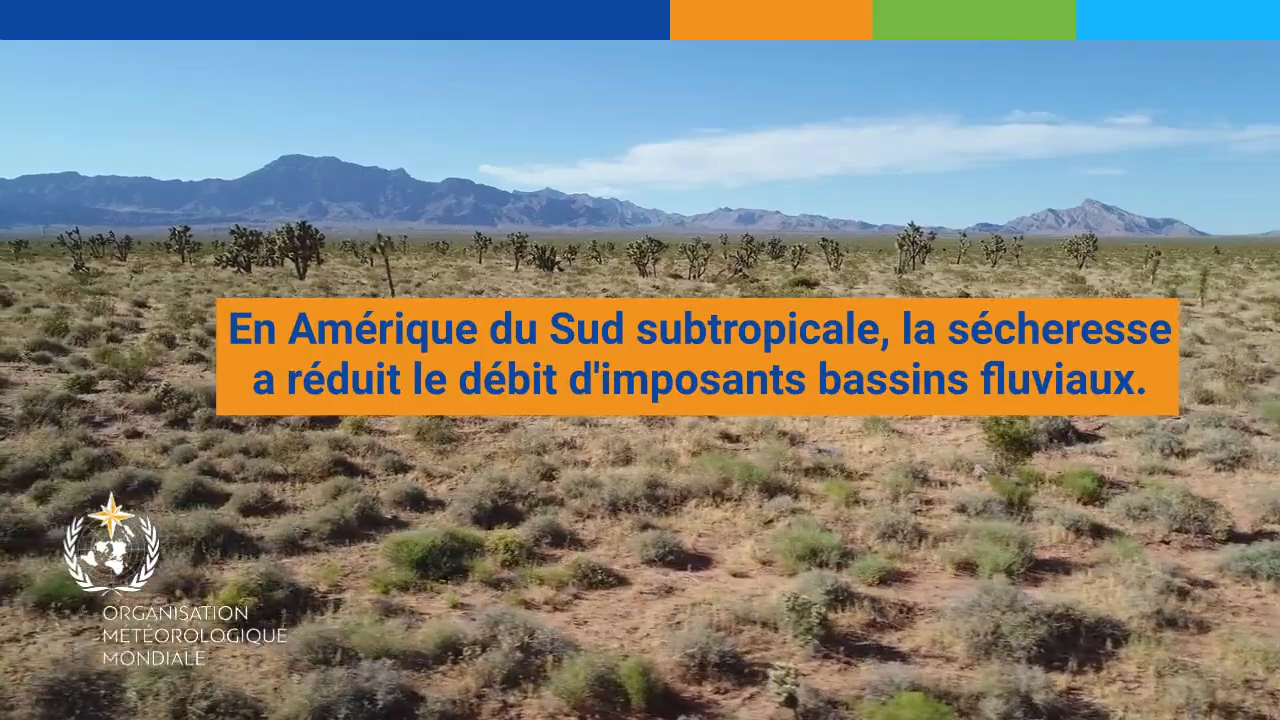 En Amérique du Sud subtropicale, la sécheresse
a réduit le débit d'imposants bassins fluviaux.
ORGANISATION
MÉTÉOROLOGIQUE
MONDIALE